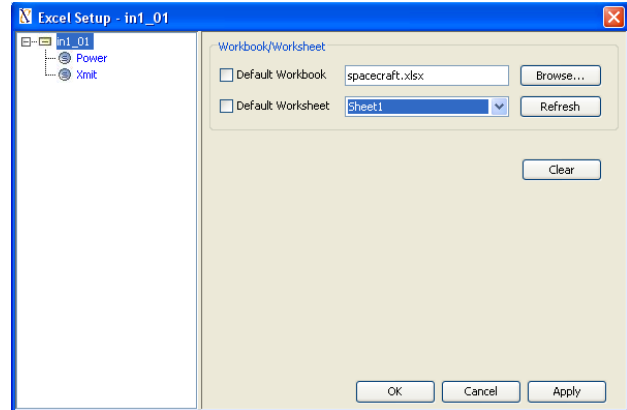 Excel Setup - in1_01
in1_01
Power
Xmit
Workbook/Worksheet
Default Workbook spacecraft.xlsx Browse...
Default Worksheet Sheet1 Refresh
Clear
OK Cancel Apply